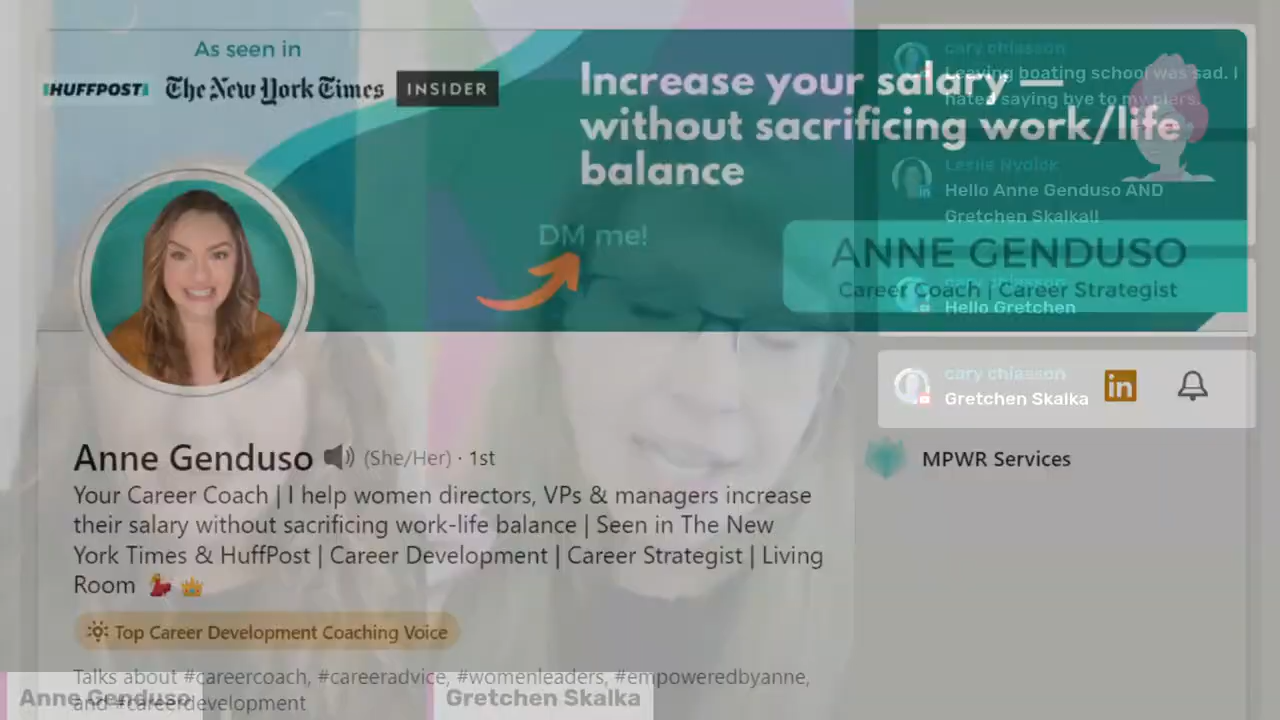 As seen in
HUFFPOST The New York Times INSIDER
Increase your salary —
without sacrificing work/life
balance
DM me!
ANNE GENDUSO
Career Coach | Career Strategist
cary chiasson
Leaving boating school was sad. I
hated saying bye to my piers.
Leslie Nydick
Hello Anne Genduso AND
Gretchen Skalka!!
Hello Gretchen
cary chiasson
Gretchen Skalka
in
MPWR Services
Anne Genduso (She/Her) · 1st
Your Career Coach | I help women directors, VPs & managers increase
their salary without sacrificing work-life balance | Seen in The New
York Times & HuffPost | Career Development | Career Strategist | Living
Room
Top Career Development Coaching Voice
Talks about #careercoach, #careeradvice, #womenleaders, #empoweredbyanne,
and #careerdevelopment
Anne Genduso
Gretchen Skalka